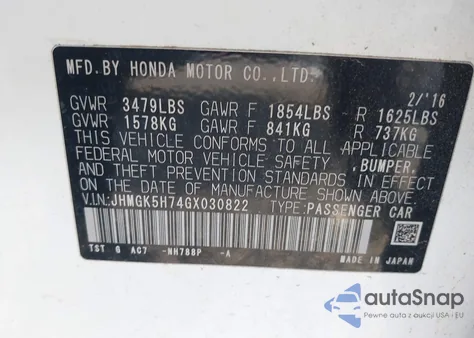 MFD.BY HONDA MOTOR CO.,LTD. 2/'16
GVWR 3479LBS GAWR F 1854LBS R 1625LBS
GVWR 1578KG GAWR F 841KG R 737KG
THIS VEHICLE CONFORMS TO ALL APPLICABLE
FEDERAL MOTOR VEHICLE SAFETY ,BUMPER,
AND THEFT PREVENTION STANDARDS IN EFFECT
ON THE DATE OF MANUFACTURE SHOWN ABOVE.
V.I.N:JHMGK5H74GX030822 TYPE:PASSENGER CAR
TST G AC7 -NH788P -A MADE IN JAPAN
autoSnap
Pewne auta z aukcji USA i EU